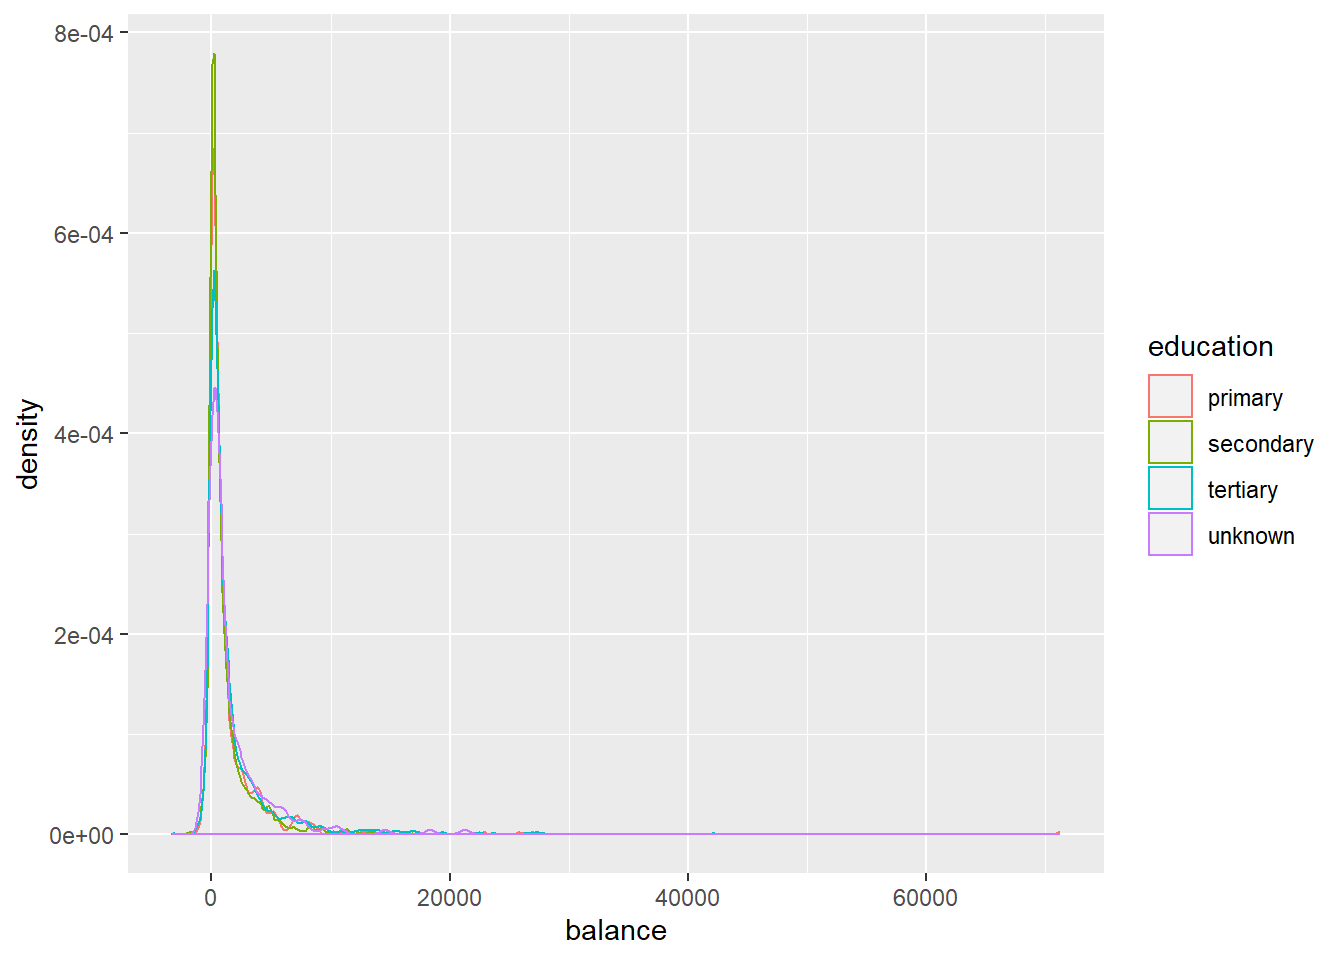 8e-04
6e-04
4e-04
2e-04
0e+00
density
0
20000
40000
60000
balance
education
primary
secondary
tertiary
unknown